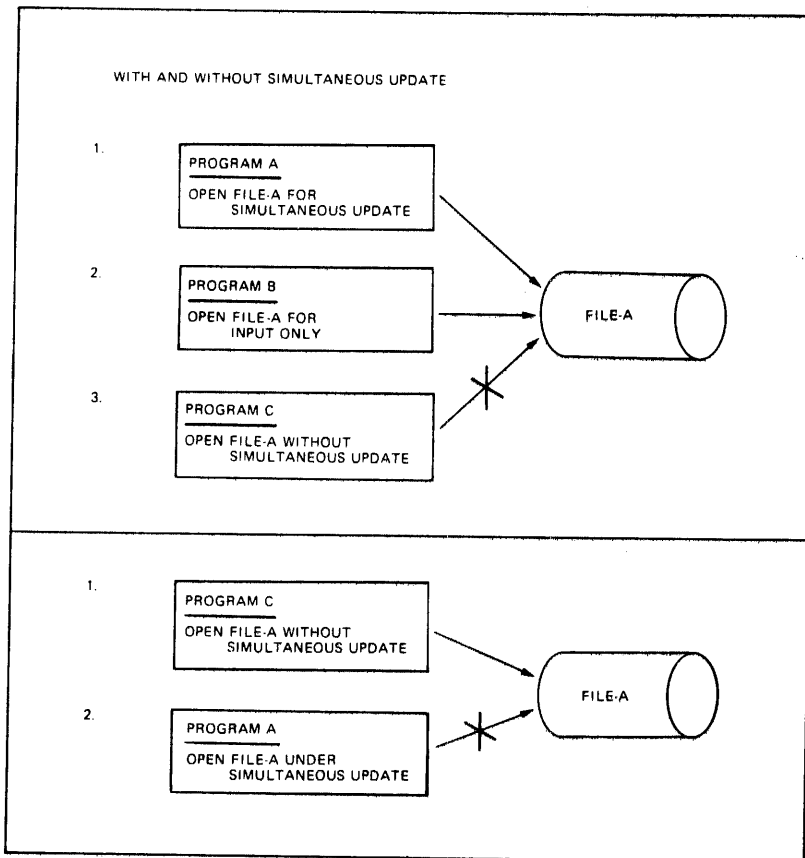 WITH AND WITHOUT SIMULTANEOUS UPDATE
1.
PROGRAM A
OPEN FILE-A FOR
SIMULTANEOUS UPDATE
2.
PROGRAM B
OPEN FILE-A FOR
INPUT ONLY
FILE-A
3.
PROGRAM C
OPEN FILE-A WITHOUT
SIMULTANEOUS UPDATE
1.
PROGRAM C
OPEN FILE-A WITHOUT
SIMULTANEOUS UPDATE
FILE-A
2.
PROGRAM A
OPEN FILE-A UNDER
SIMULTANEOUS UPDATE